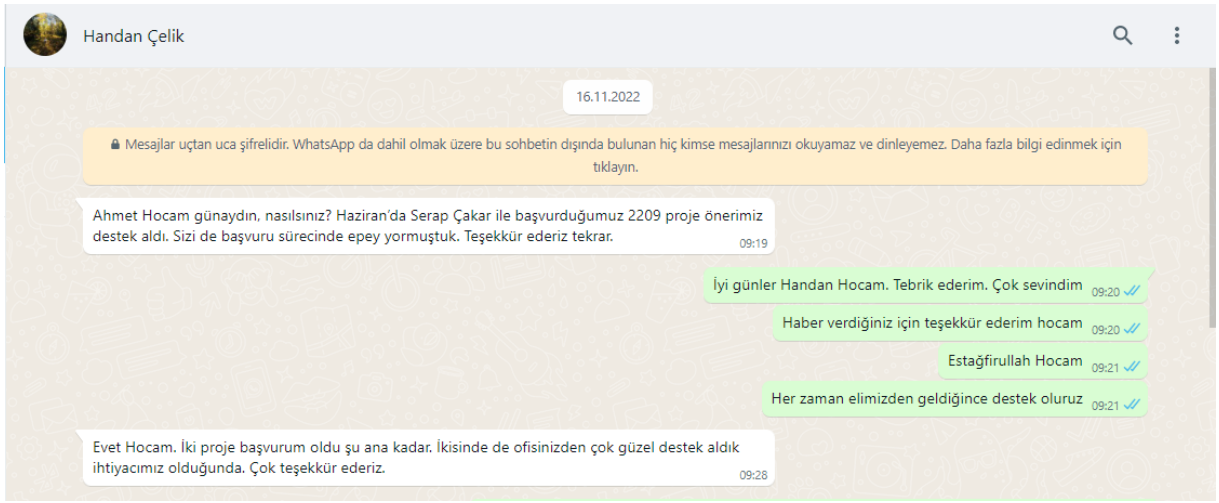 Handan Çelik
16.11.2022
Mesajlar uçtan uca şifrelidir. WhatsApp da dahil olmak üzere bu sohbetin dışında bulunan hiç kimse mesajlarınızı okuyamaz ve dinleyemez. Daha fazla bilgi edinmek için
tıklayın.
Ahmet Hocam günaydın, nasılsınız? Haziran’da Serap Çakar ile başvurduğumuz 2209 proje önerimiz
destek aldı. Sizi de başvuru sürecinde epey yormuştuk. Teşekkür ederiz tekrar.
09:19
İyi günler Handan Hocam. Tebrik ederim. Çok sevindim 09:20
Haber verdiğiniz için teşekkür ederim hocam 09:20
Estağfirullah Hocam 09:21
Her zaman elimizden geldiğince destek oluruz 09:21
Evet Hocam. İki proje başvurum oldu şu ana kadar. İkisinde de ofisinizden çok güzel destek aldık
ihtiyacımız olduğunda. Çok teşekkür ederiz.
09:28